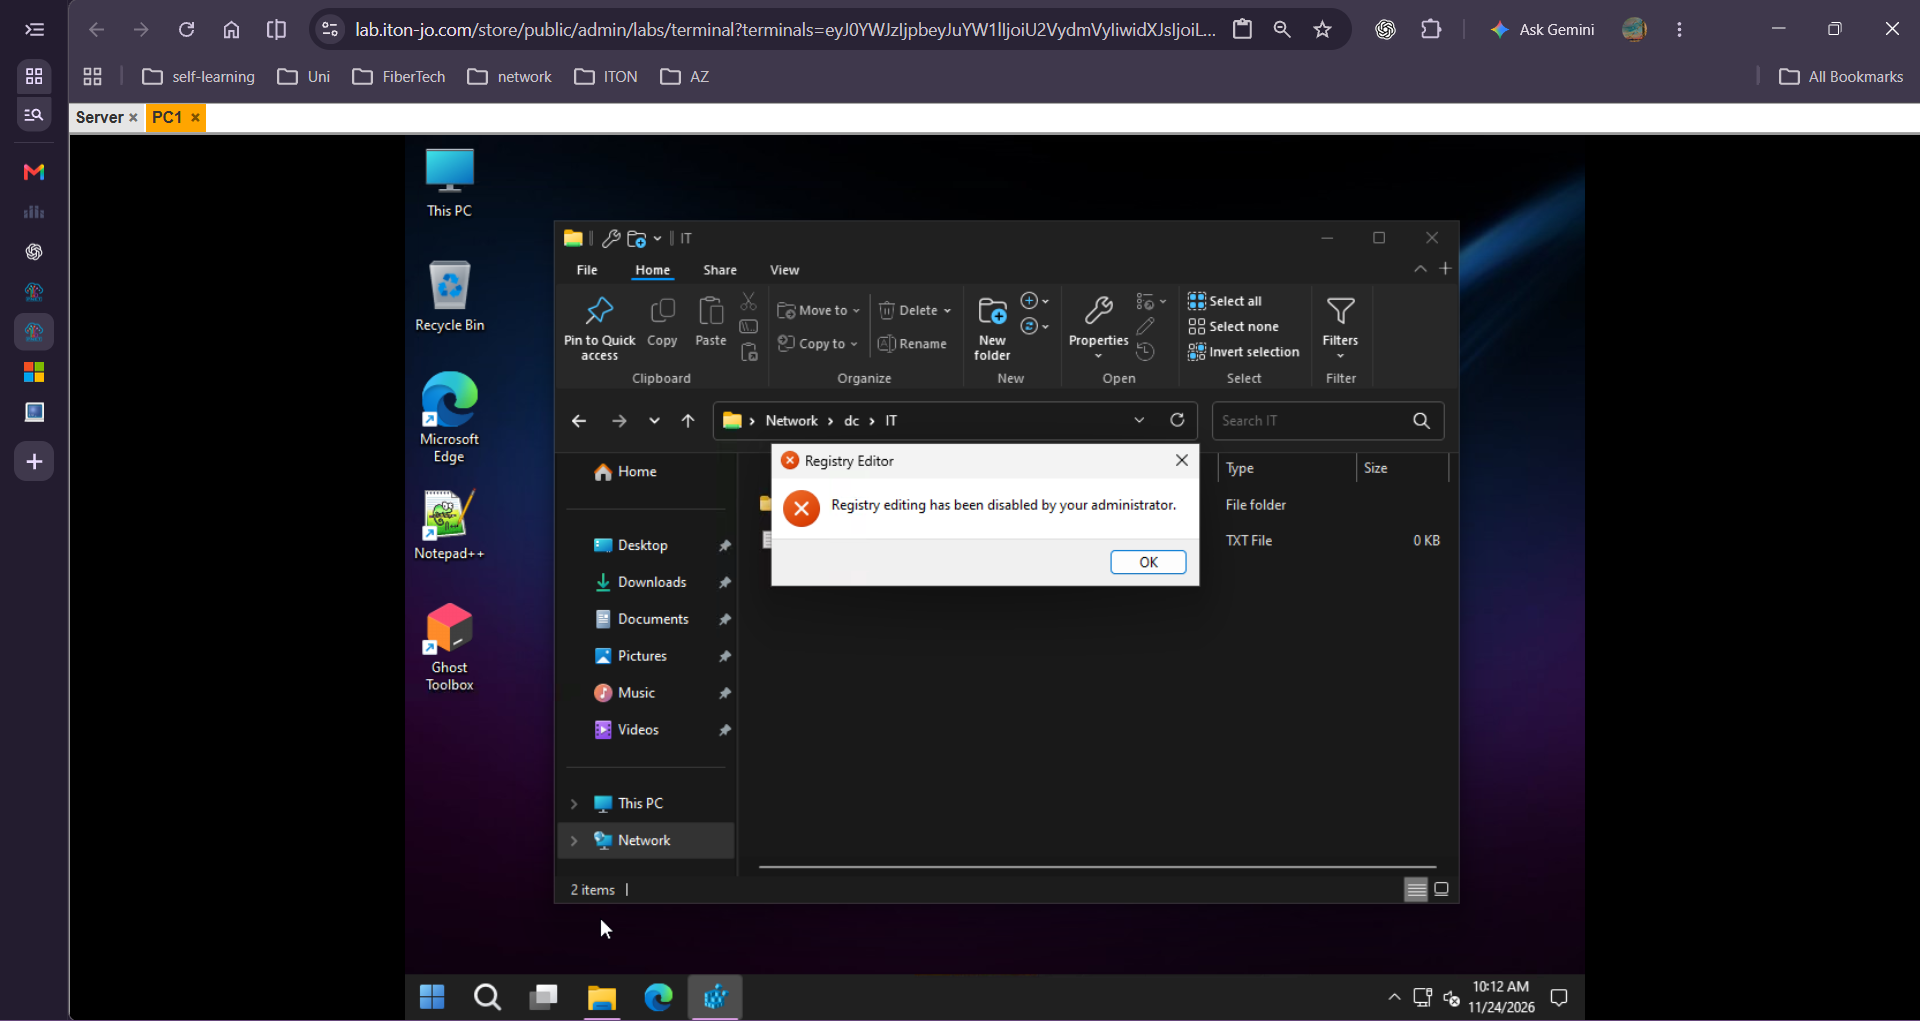 lab.iton-jo.com/store/public/admin/labs/terminal?terminals=eyJ0YWJzIjpbeyJuYW1lIjoiU2VydmVyIiwidXJsIjoiL...
Ask Gemini
self-learning
Uni
FiberTech
network
ITON
AZ
All Bookmarks
Server
PC1
This PC
Recycle Bin
Microsoft
Edge
Notepad++
Ghost
Toolbox
IT
File
Home
Share
View
Pin to Quick
access
Copy
Paste
Clipboard
Move to
Copy to
Delete
Rename
Organize
New
folder
New
Properties
Open
Select all
Select none
Invert selection
Select
Filters
Filter
Network
dc
IT
Search IT
Home
Desktop
Downloads
Documents
Pictures
Music
Videos
This PC
Network
Type
Size
File folder
TXT File
0 KB
Registry Editor
Registry editing has been disabled by your administrator.
OK
2 items
10:12 AM
11/24/2026